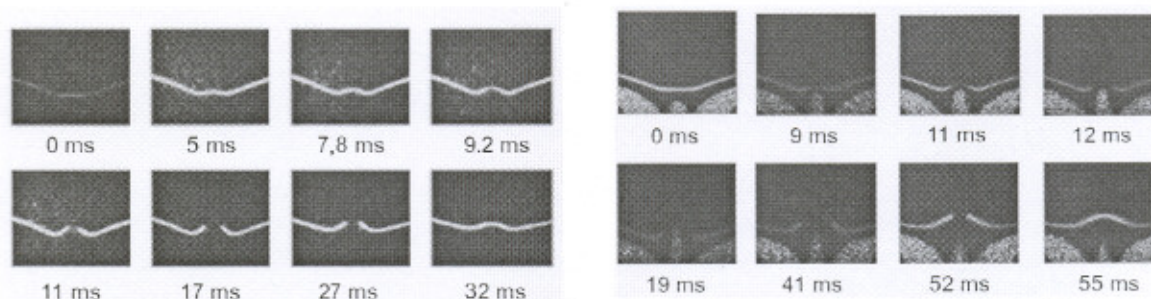 0 ms 5 ms 7,8 ms 9.2 ms
11 ms 17 ms 27 ms 32 ms
0 ms 9 ms 11 ms 12 ms
19 ms 41 ms 52 ms 55 ms